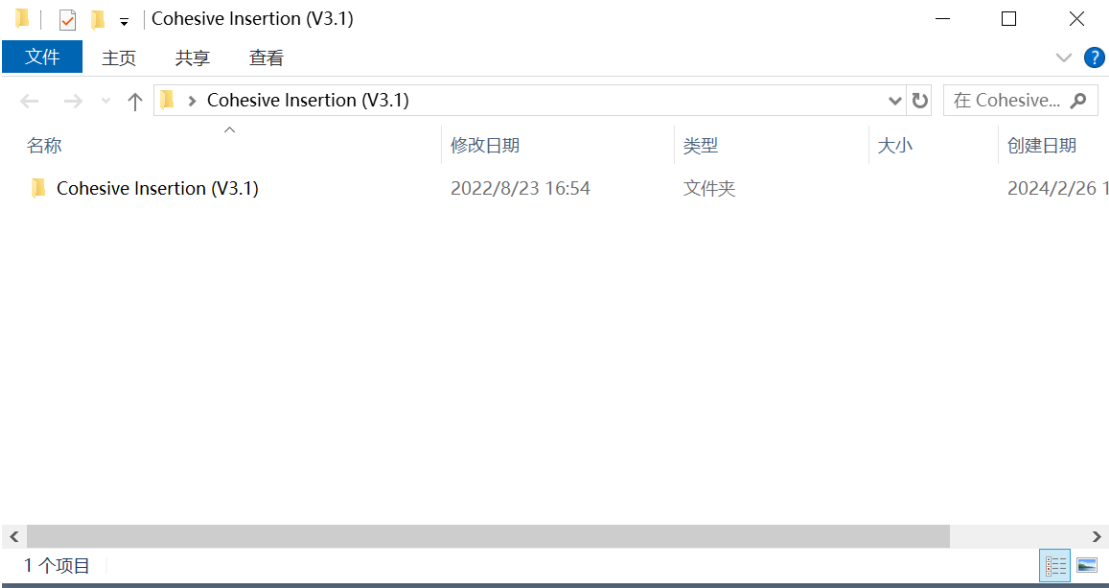 Cohesive Insertion (V3.1)
文件 主页 共享 查看
Cohesive Insertion (V3.1) 在 Cohesive...
名称 修改日期 类型 大小 创建日期
Cohesive Insertion (V3.1) 2022/8/23 16:54 文件夹 2024/2/26 1
1 个项目